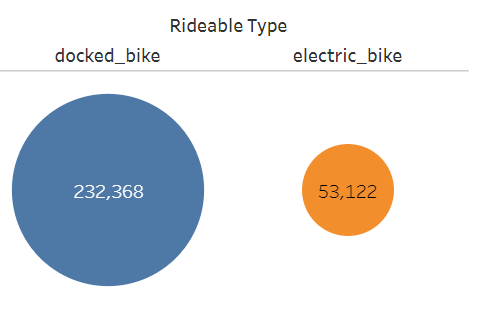 Rideable Type
docked_bike electric_bike
232,368 53,122